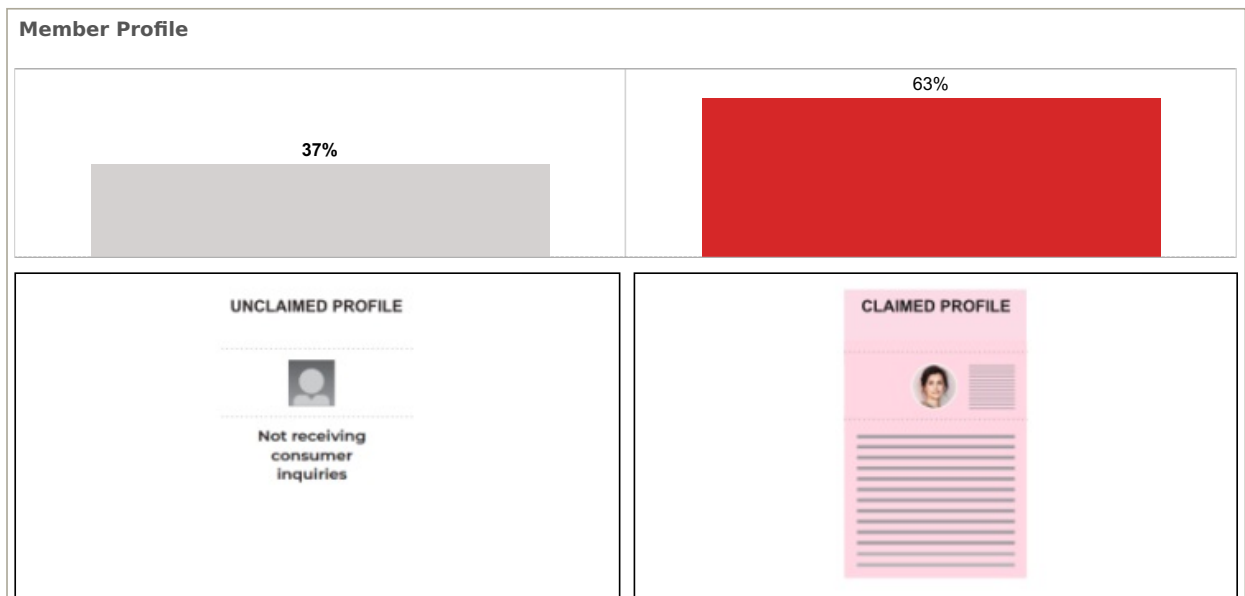 Member Profile
37%
63%
UNCLAIMED PROFILE
Not receiving
consumer
inquiries
CLAIMED PROFILE